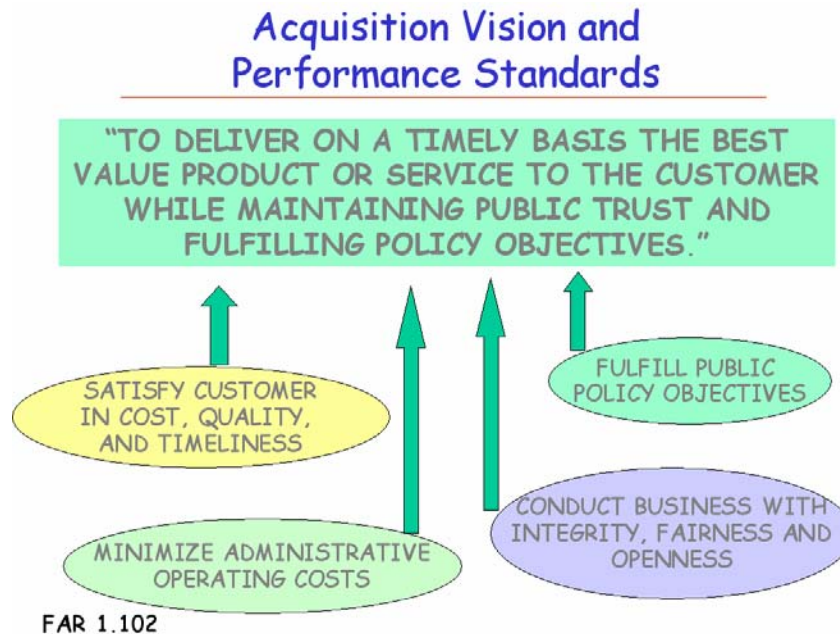 Acquisition Vision and
Performance Standards
“TO DELIVER ON A TIMELY BASIS THE BEST
VALUE PRODUCT OR SERVICE TO THE CUSTOMER
WHILE MAINTAINING PUBLIC TRUST AND
FULFILLING POLICY OBJECTIVES.”
SATISFY CUSTOMER
IN COST, QUALITY,
AND TIMELINESS
FULFILL PUBLIC
POLICY OBJECTIVES
MINIMIZE ADMINISTRATIVE
OPERATING COSTS
CONDUCT BUSINESS WITH
INTEGRITY, FAIRNESS AND
OPENNESS
FAR 1.102